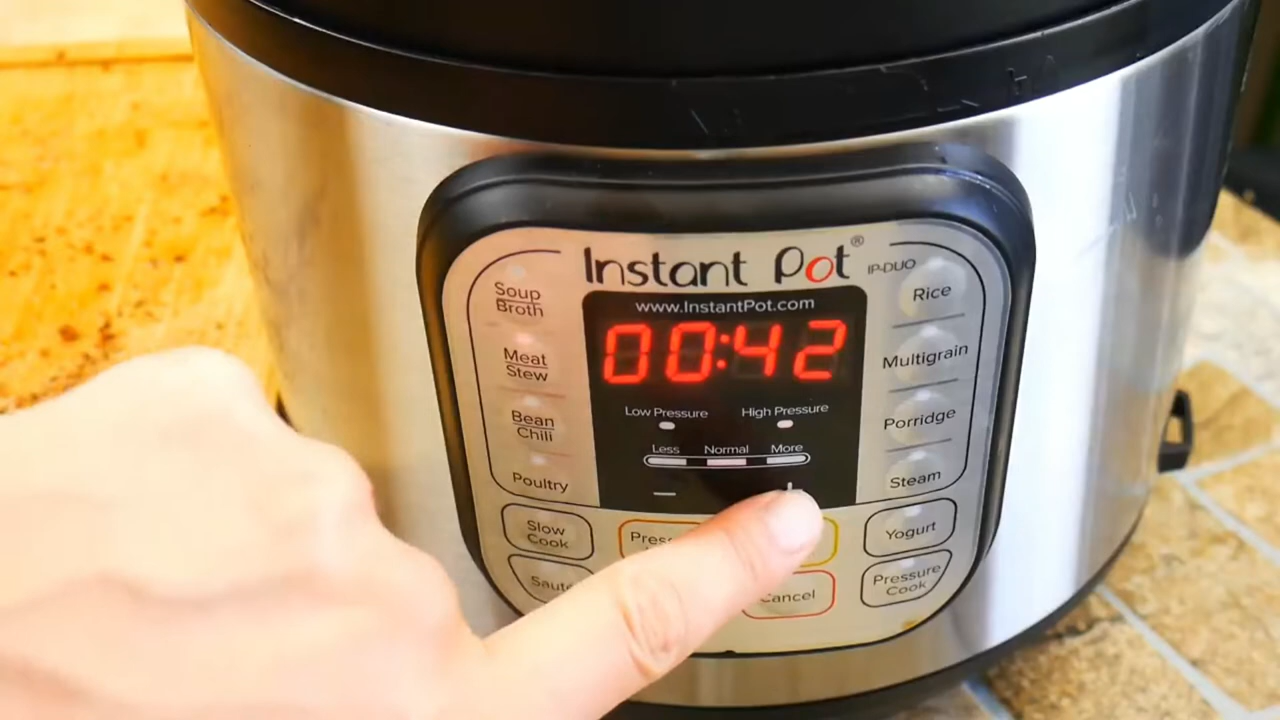 Instant Pot®
IP-DUO
www.InstantPot.com
00:42
Low Pressure High Pressure
Less Normal More
− +
Soup
Broth
Meat
Stew
Bean
Chili
Poultry
Rice
Multigrain
Porridge
Steam
Slow
Cook
Yogurt
Saute
Cancel
Pressure
Cook